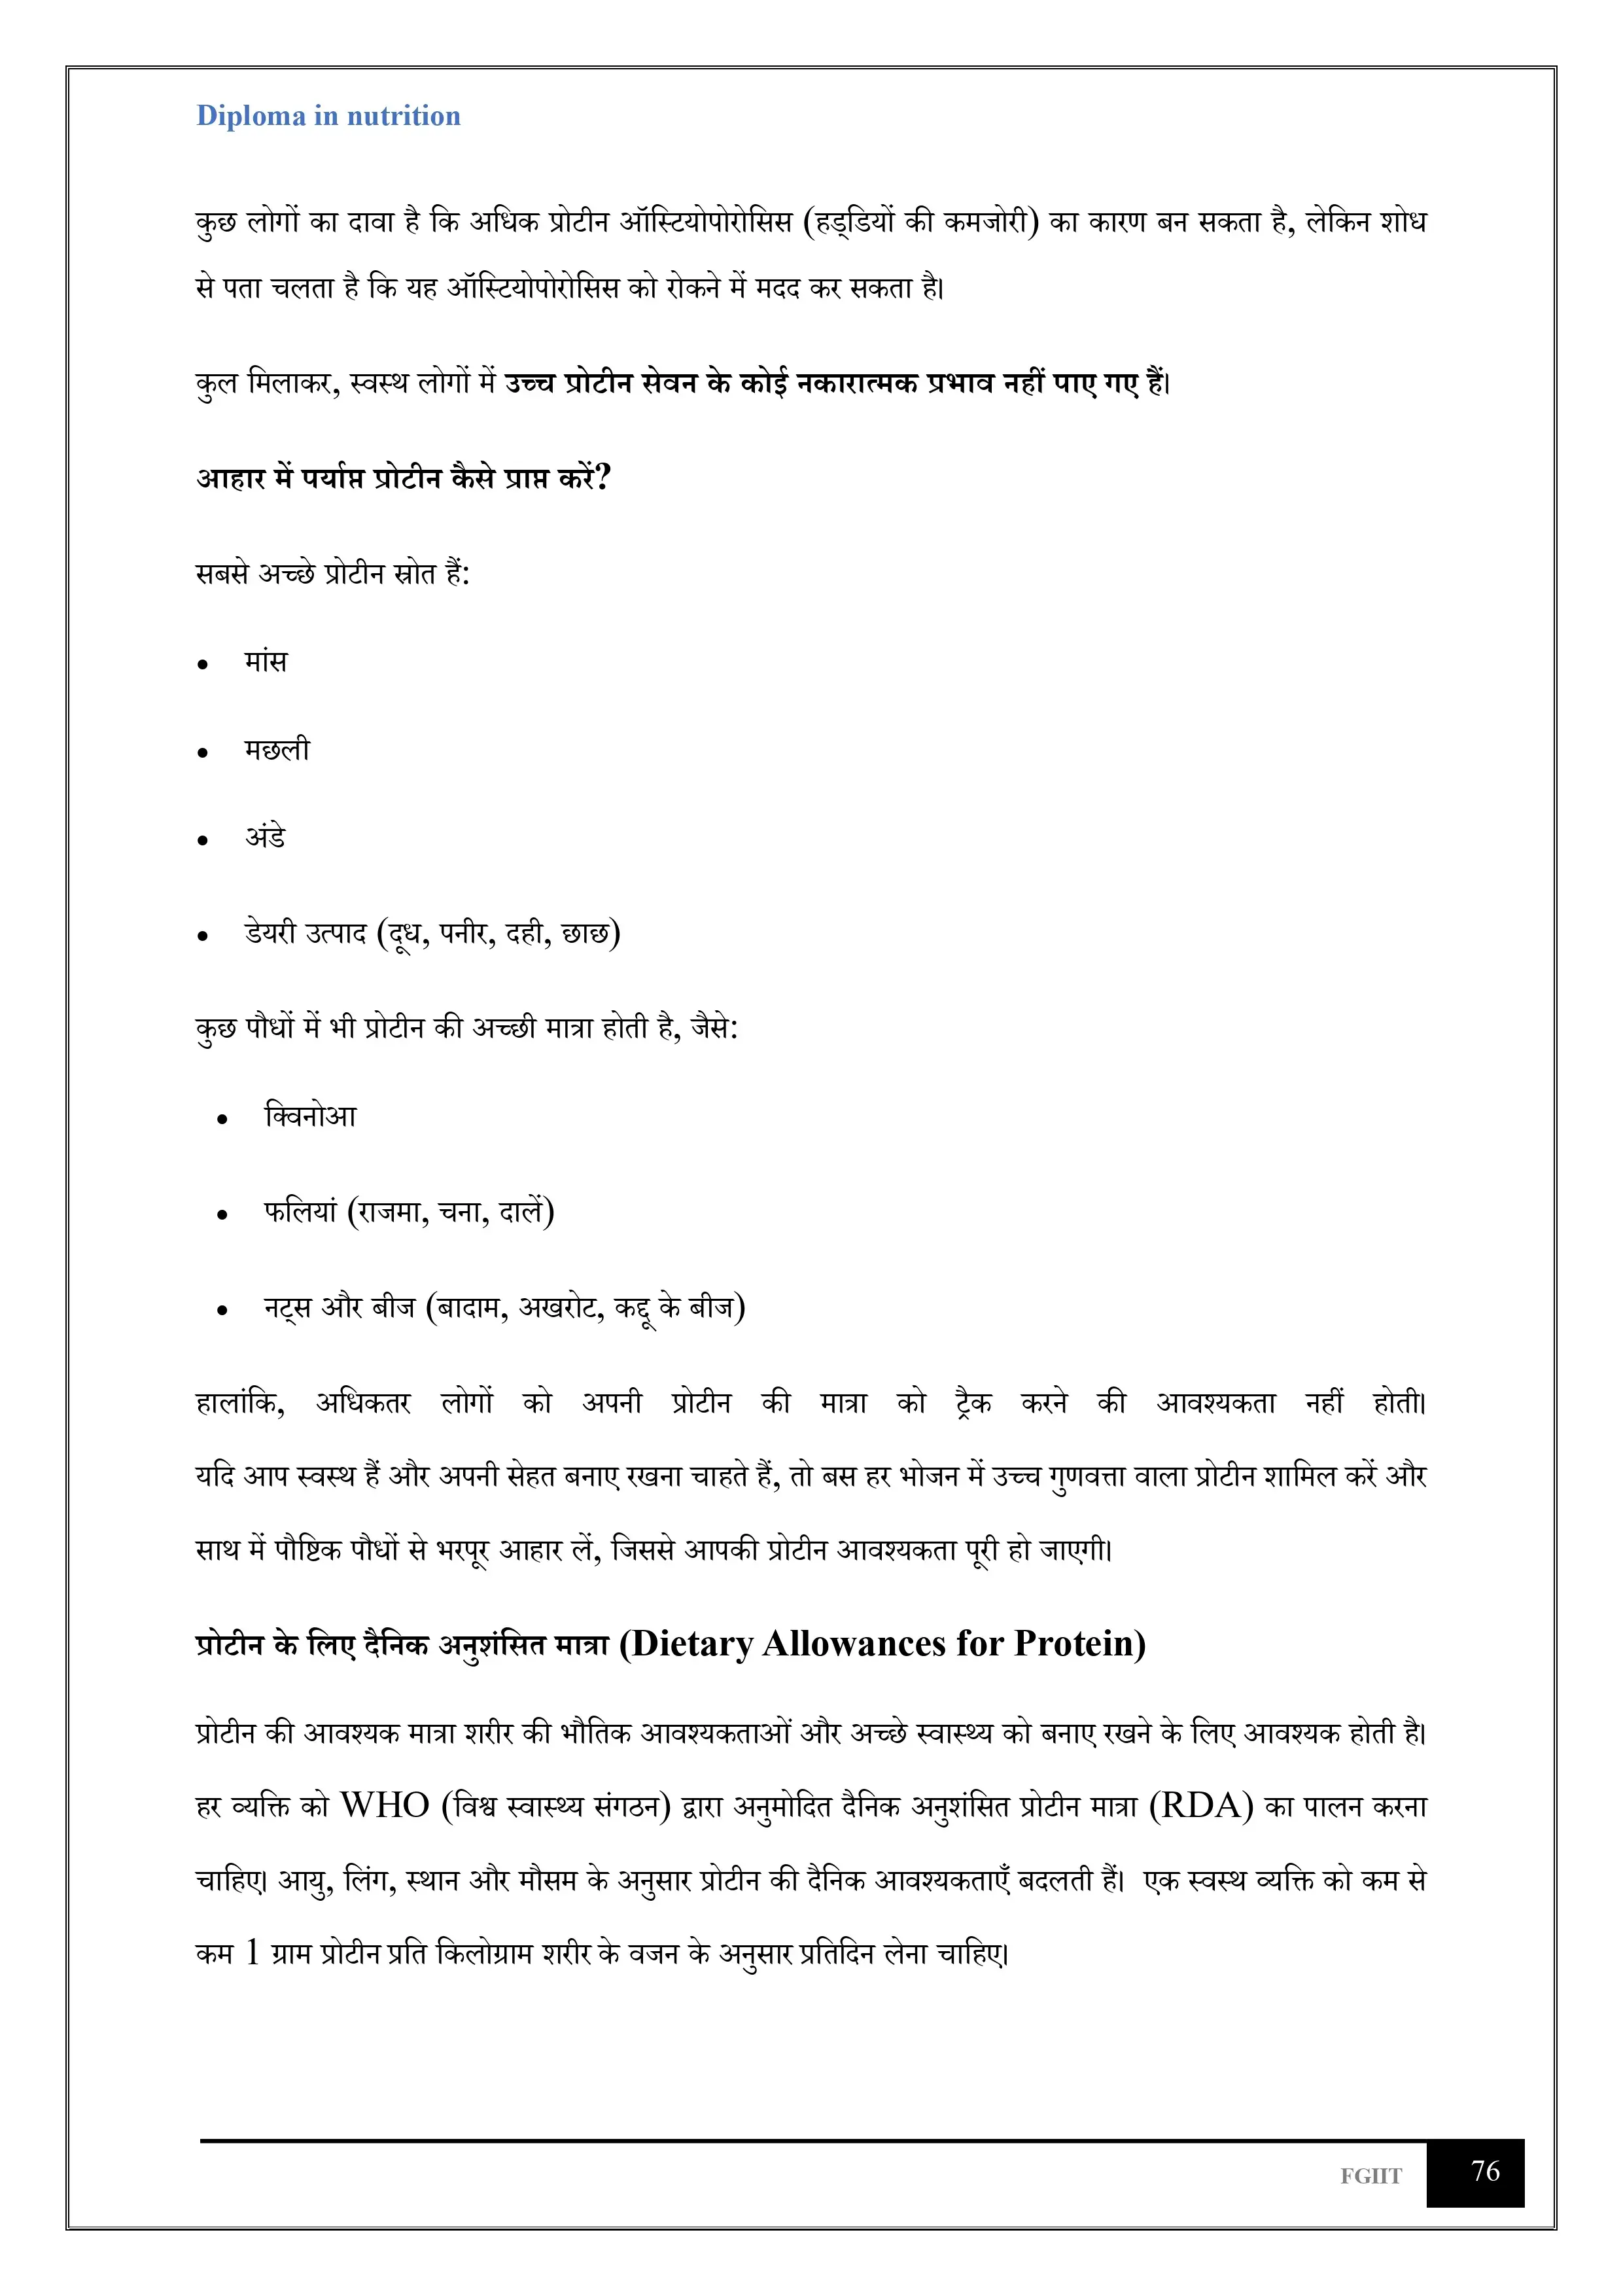 Diploma in nutrition
कुछ लोगों का दावा है कि अधिक प्रोटीन ऑस्टियोपोरोसिस (हड्डियों की कमजोरी) का कारण बन सकता है, लेकिन शोध
से पता चलता है कि यह ऑस्टियोपोरोसिस को रोकने में मदद कर सकता है।
कुल मिलाकर, स्वस्थ लोगों में उच्च प्रोटीन सेवन के कोई नकारात्मक प्रभाव नहीं पाए गए हैं।
आहार में पर्याप्त प्रोटीन कैसे प्राप्त करें?
सबसे अच्छे प्रोटीन स्रोत हैं:
• मांस
• मछली
• अंडे
• डेयरी उत्पाद (दूध, पनीर, दही, छाछ)
कुछ पौधों में भी प्रोटीन की अच्छी मात्रा होती है, जैसे:
• क्विनोआ
• फलियां (राजमा, चना, दालें)
• नट्स और बीज (बादाम, अखरोट, कद्दू के बीज)
हालांकि, अधिकतर लोगों को अपनी प्रोटीन की मात्रा को ट्रैक करने की आवश्यकता नहीं होती।
यदि आप स्वस्थ हैं और अपनी सेहत बनाए रखना चाहते हैं, तो बस हर भोजन में उच्च गुणवत्ता वाला प्रोटीन शामिल करें और
साथ में पौष्टिक पौधों से भरपूर आहार लें, जिससे आपकी प्रोटीन आवश्यकता पूरी हो जाएगी।
प्रोटीन के लिए दैनिक अनुशंसित मात्रा (Dietary Allowances for Protein)
प्रोटीन की आवश्यक मात्रा शरीर की भौतिक आवश्यकताओं और अच्छे स्वास्थ्य को बनाए रखने के लिए आवश्यक होती है।
हर व्यक्ति को WHO (विश्व स्वास्थ्य संगठन) द्वारा अनुमोदित दैनिक अनुशंसित प्रोटीन मात्रा (RDA) का पालन करना
चाहिए। आयु, लिंग, स्थान और मौसम के अनुसार प्रोटीन की दैनिक आवश्यकताएँ बदलती हैं। एक स्वस्थ व्यक्ति को कम से
कम 1 ग्राम प्रोटीन प्रति किलोग्राम शरीर के वजन के अनुसार प्रतिदिन लेना चाहिए।
FGIIT 76